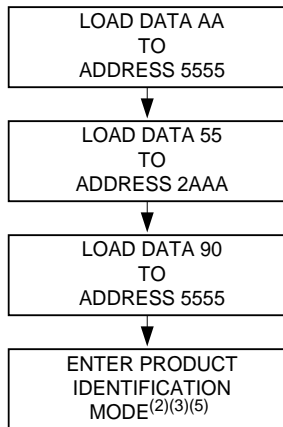 LOAD DATA AA
TO
ADDRESS 5555
LOAD DATA 55
TO
ADDRESS 2AAA
LOAD DATA 90
TO
ADDRESS 5555
ENTER PRODUCT
IDENTIFICATION
MODE(2)(3)(5)